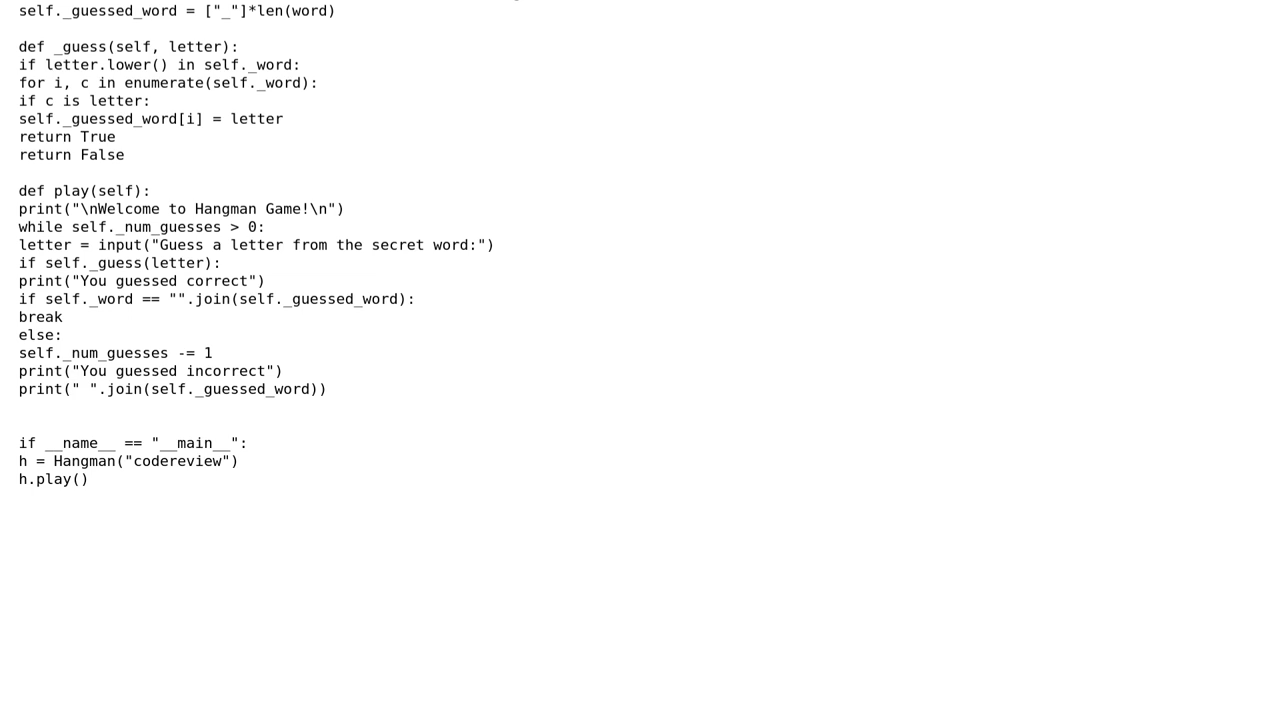 self._guessed_word = ["_"]*len(word)

def _guess(self, letter):
if letter.lower() in self._word:
for i, c in enumerate(self._word):
if c is letter:
self._guessed_word[i] = letter
return True
return False

def play(self):
print("\nWelcome to Hangman Game!\n")
while self._num_guesses > 0:
letter = input("Guess a letter from the secret word:")
if self._guess(letter):
print("You guessed correct")
if self._word == "".join(self._guessed_word):
break
else:
self._num_guesses -= 1
print("You guessed incorrect")
print(" ".join(self._guessed_word))


if __name__ == "__main__":
h = Hangman("codereview")
h.play()